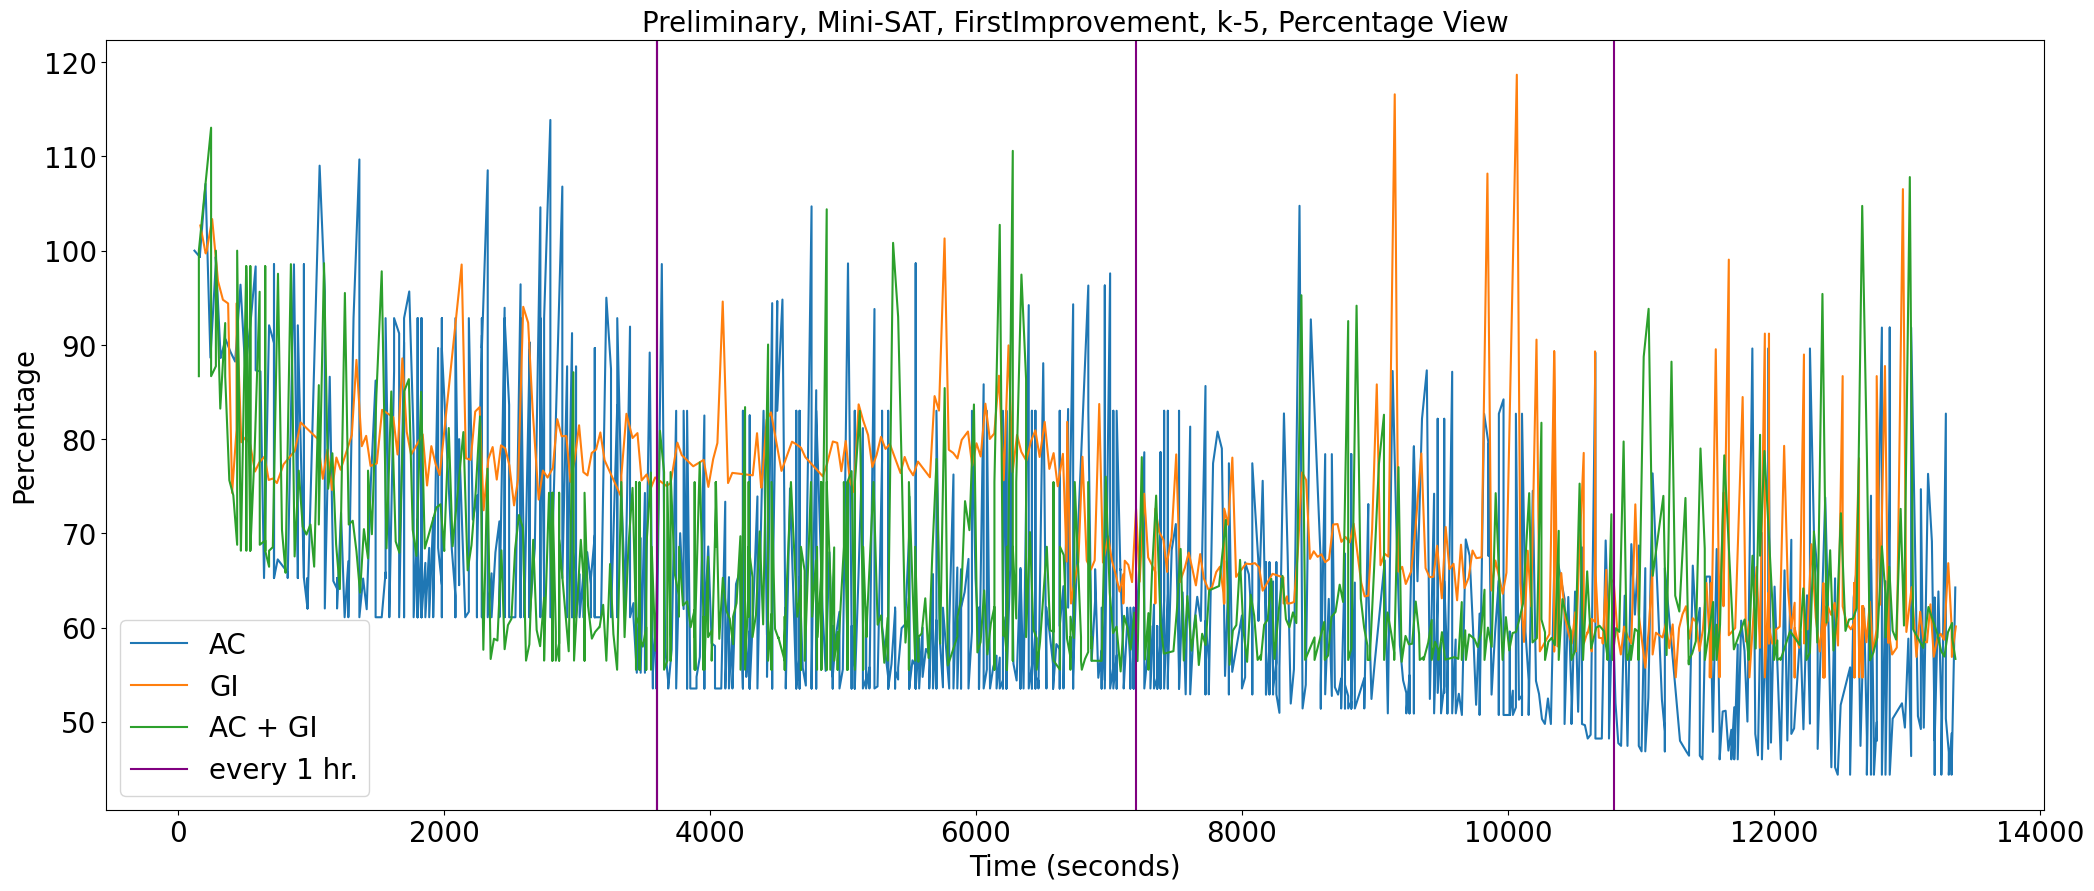 Preliminary, Mini-SAT, FirstImprovement, k-5, Percentage View
Percentage
120
110
100
90
80
70
60
50
AC
GI
AC + GI
every 1 hr.
0 2000 4000 6000 8000 10000 12000 14000
Time (seconds)